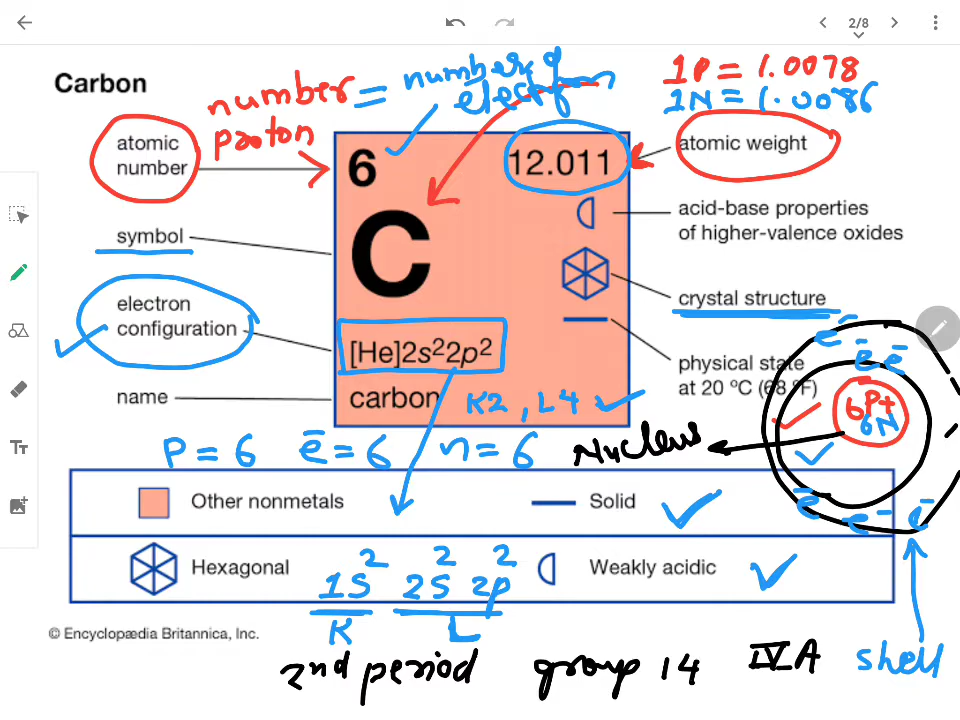 2/8
Carbon
number = number of
proton electron
1P = 1.0078
1N = 1.0086
atomic
number
6
12.011
atomic weight
symbol
C
acid-base properties
of higher-valence oxides
electron
configuration
crystal structure
[He]2s²2p²
physical state
at 20 °C (68 °F)
name
carbon
K2, L4
e⁻
e⁻ e⁻
6P+
6N
e⁻ e⁻ e⁻
P = 6 e⁻ = 6 n = 6
Nucleus
Other nonmetals
Solid
Hexagonal
Weakly acidic
1S² 2S² 2p²
K L
© Encyclopædia Britannica, Inc.
2nd period group 14 IVA shell
Tт